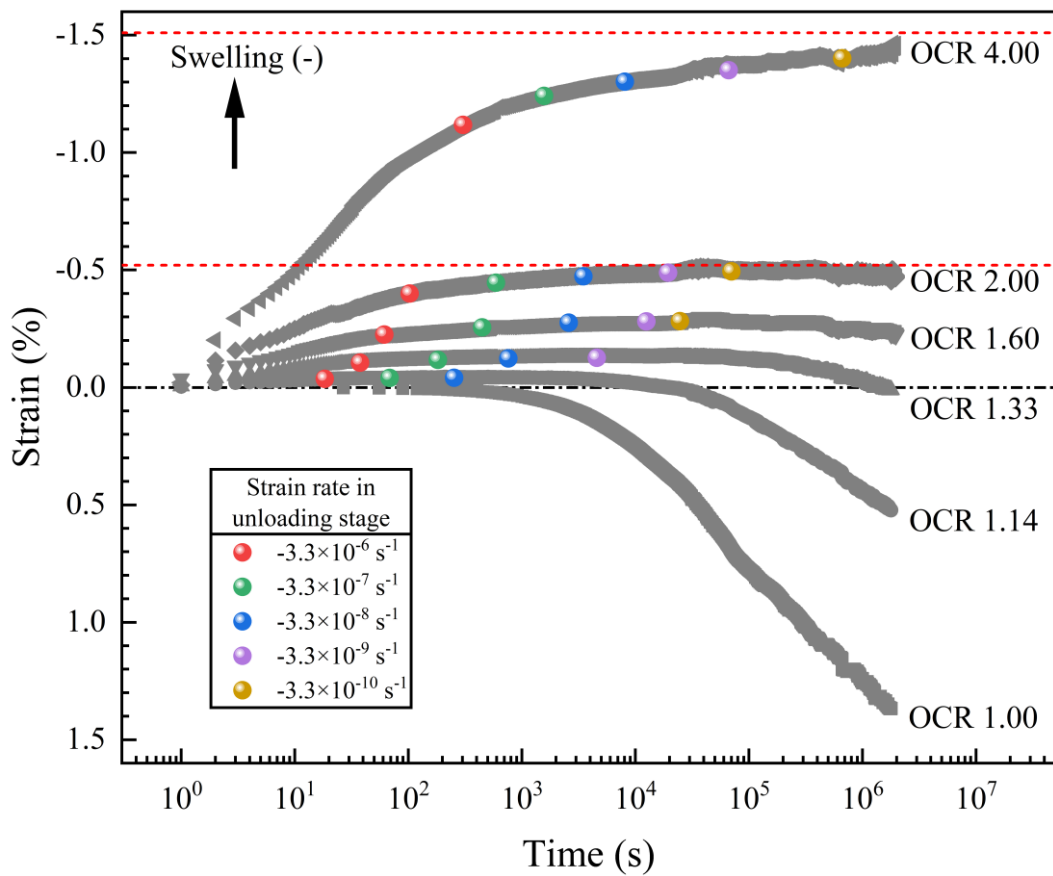 -1.5
Swelling (-)
OCR 4.00
-1.0
-0.5
OCR 2.00
OCR 1.60
0.0
OCR 1.33
Strain (%)
Strain rate in
unloading stage
-3.3×10⁻⁶ s⁻¹
-3.3×10⁻⁷ s⁻¹
-3.3×10⁻⁸ s⁻¹
-3.3×10⁻⁹ s⁻¹
-3.3×10⁻¹⁰ s⁻¹
0.5
OCR 1.14
1.0
OCR 1.00
1.5
10⁰ 10¹ 10² 10³ 10⁴ 10⁵ 10⁶ 10⁷
Time (s)